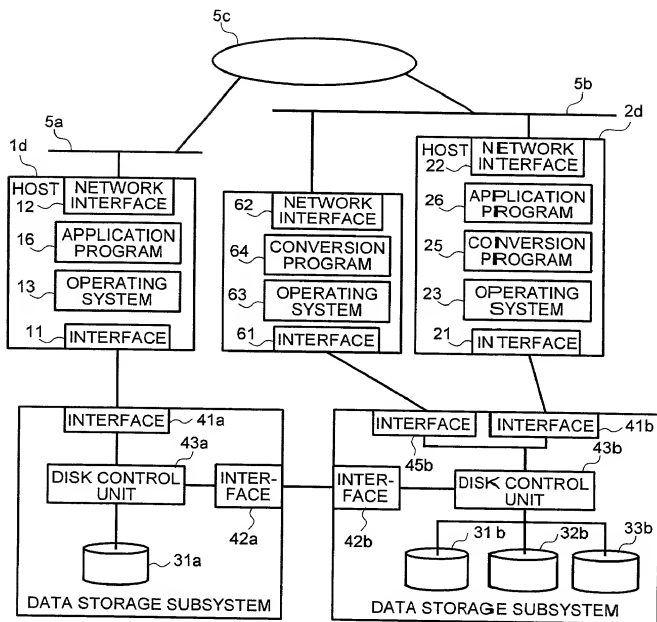 5c
5b
5a
2d
1d
HOST
12
NETWORK
INTERFACE
16
APPLICATION
PROGRAM
13
OPERATING
SYSTEM
11
INTERFACE
62
NETWORK
INTERFACE
64
CONVERSION
PROGRAM
63
OPERATING
SYSTEM
61
INTERFACE
HOST
22
NETWORK
INTERFACE
26
APPLICATION
PROGRAM
25
CONVERSION
PROGRAM
23
OPERATING
SYSTEM
21
INTERFACE
INTERFACE
41a
43a
DISK CONTROL
UNIT
INTER-
FACE
42a
31a
DATA STORAGE SUBSYSTEM
INTERFACE
45b
INTERFACE
41b
43b
INTER-
FACE
42b
DISK CONTROL
UNIT
31b
32b
33b
DATA STORAGE SUBSYSTEM